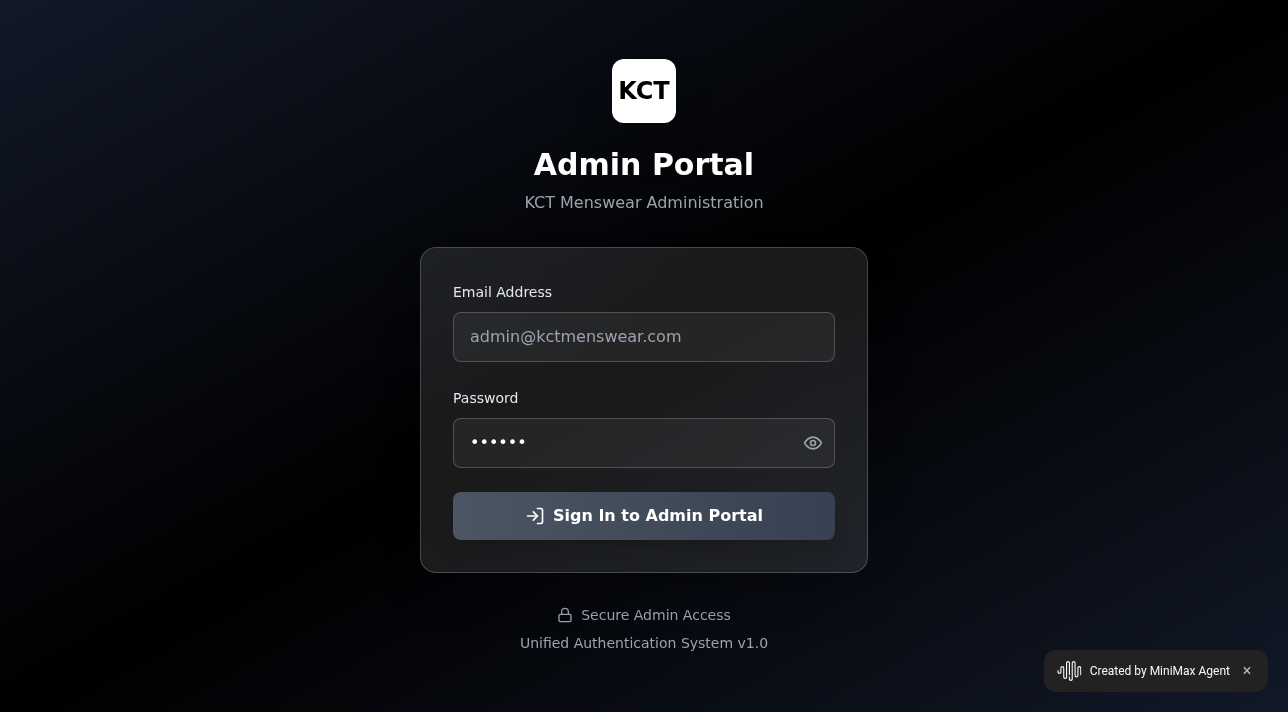 KCT
Admin Portal
KCT Menswear Administration
Email Address
admin@kctmenswear.com
Password
••••••
Sign In to Admin Portal
Secure Admin Access
Unified Authentication System v1.0
Created by MiniMax Agent ×